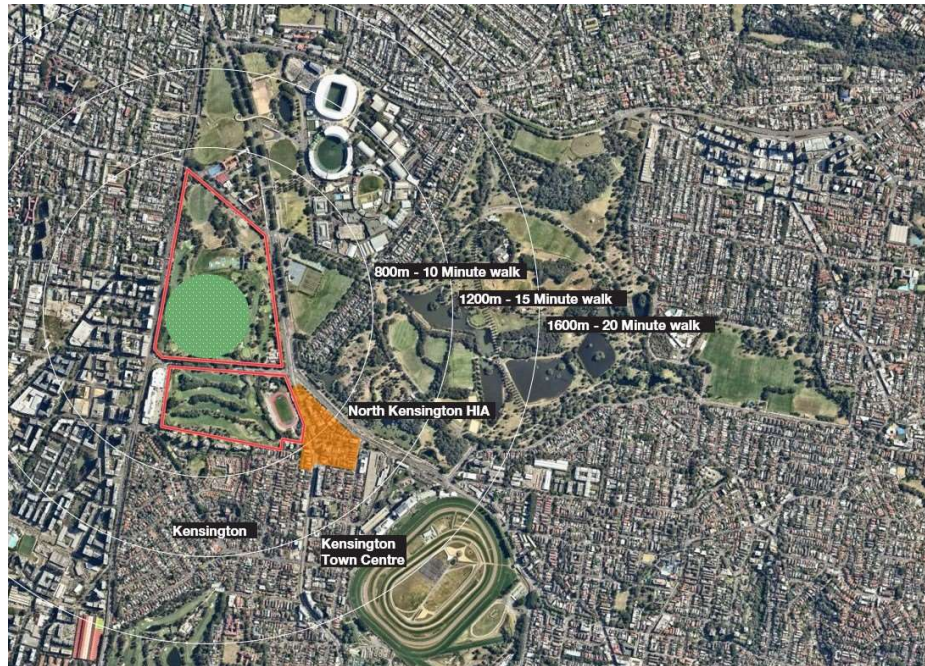 800m - 10 Minute walk
1200m - 15 Minute walk
1600m - 20 Minute walk
North Kensington HIA
Kensington
Kensington
Town Centre